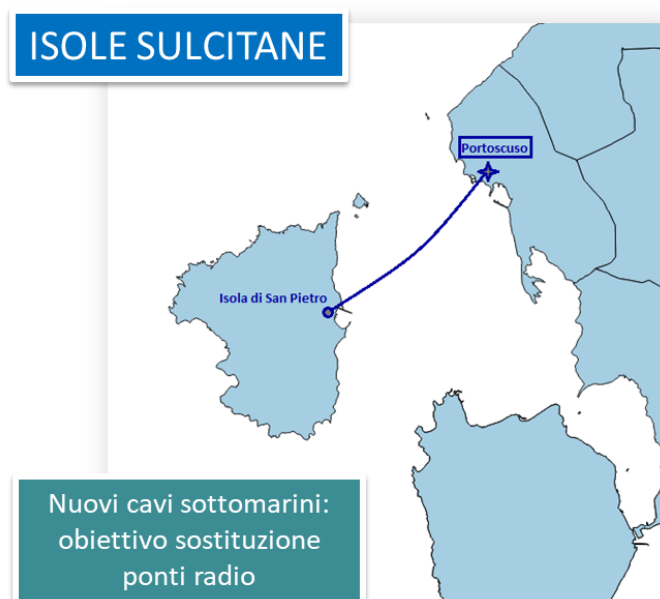 ISOLE SULCITANE
Portoscuso
Isola di San Pietro
Nuovi cavi sottomarini:
obiettivo sostituzione
ponti radio